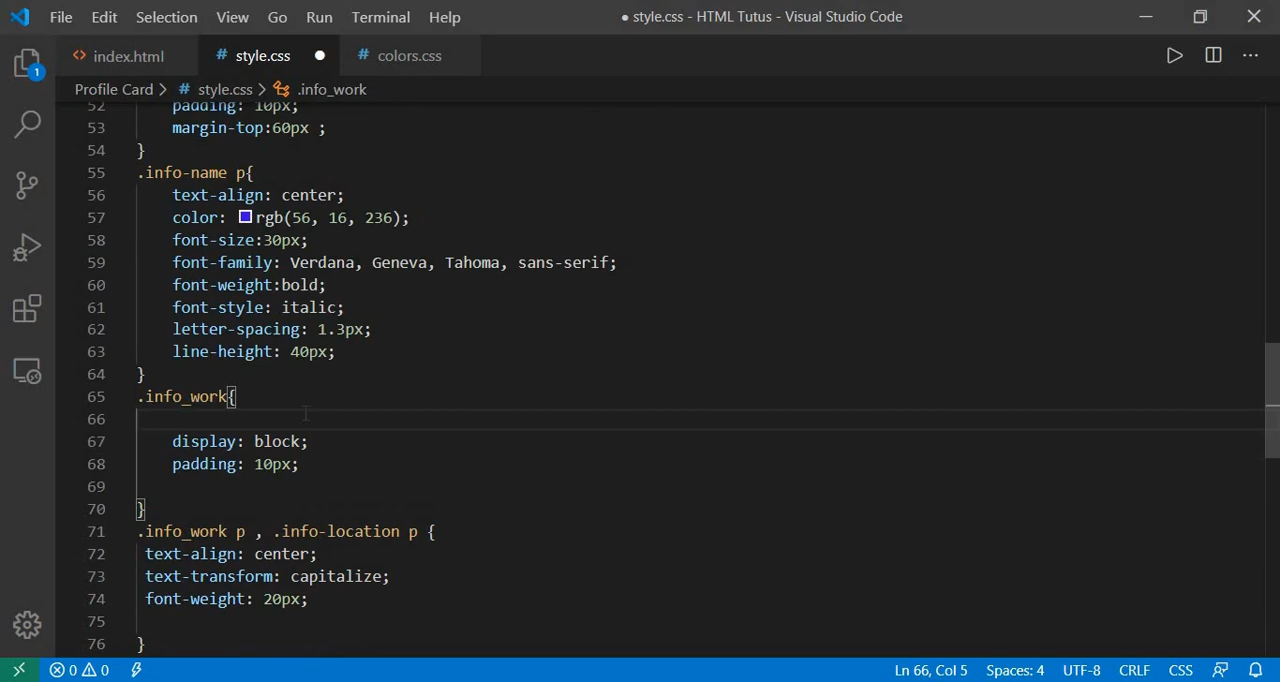 File Edit Selection View Go Run Terminal Help ● style.css - HTML Tutus - Visual Studio Code
<> index.html # style.css ● # colors.css
1
Profile Card > # style.css > .info_work
52 padding: 10px;
53 margin-top:60px ;
54 }
55 .info-name p{
56 text-align: center;
57 color: rgb(56, 16, 236);
58 font-size:30px;
59 font-family: Verdana, Geneva, Tahoma, sans-serif;
60 font-weight:bold;
61 font-style: italic;
62 letter-spacing: 1.3px;
63 line-height: 40px;
64 }
65 .info_work{
66
67 display: block;
68 padding: 10px;
69
70 }
71 .info_work p , .info-location p {
72 text-align: center;
73 text-transform: capitalize;
74 font-weight: 20px;
75
76 }
0 0 Ln 66, Col 5 Spaces: 4 UTF-8 CRLF CSS